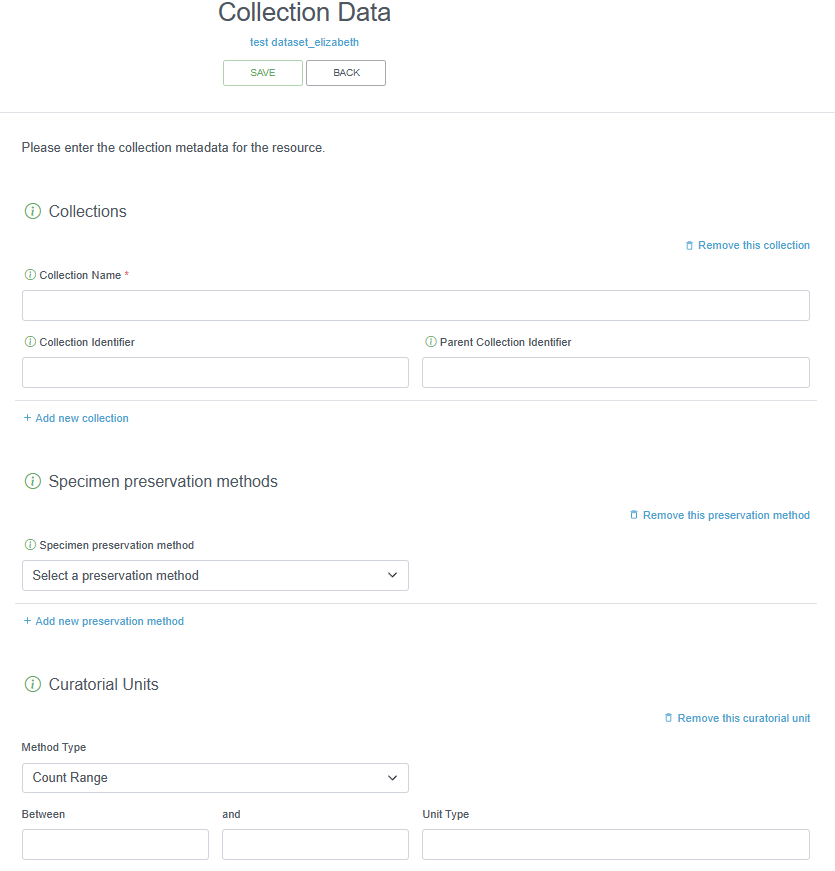 Collection Data
test dataset_elizabeth
SAVE BACK
Please enter the collection metadata for the resource.
Collections
Remove this collection
Collection Name *
Collection Identifier Parent Collection Identifier
+ Add new collection
Specimen preservation methods
Remove this preservation method
Specimen preservation method
Select a preservation method
+ Add new preservation method
Curatorial Units
Remove this curatorial unit
Method Type
Count Range
Between and Unit Type